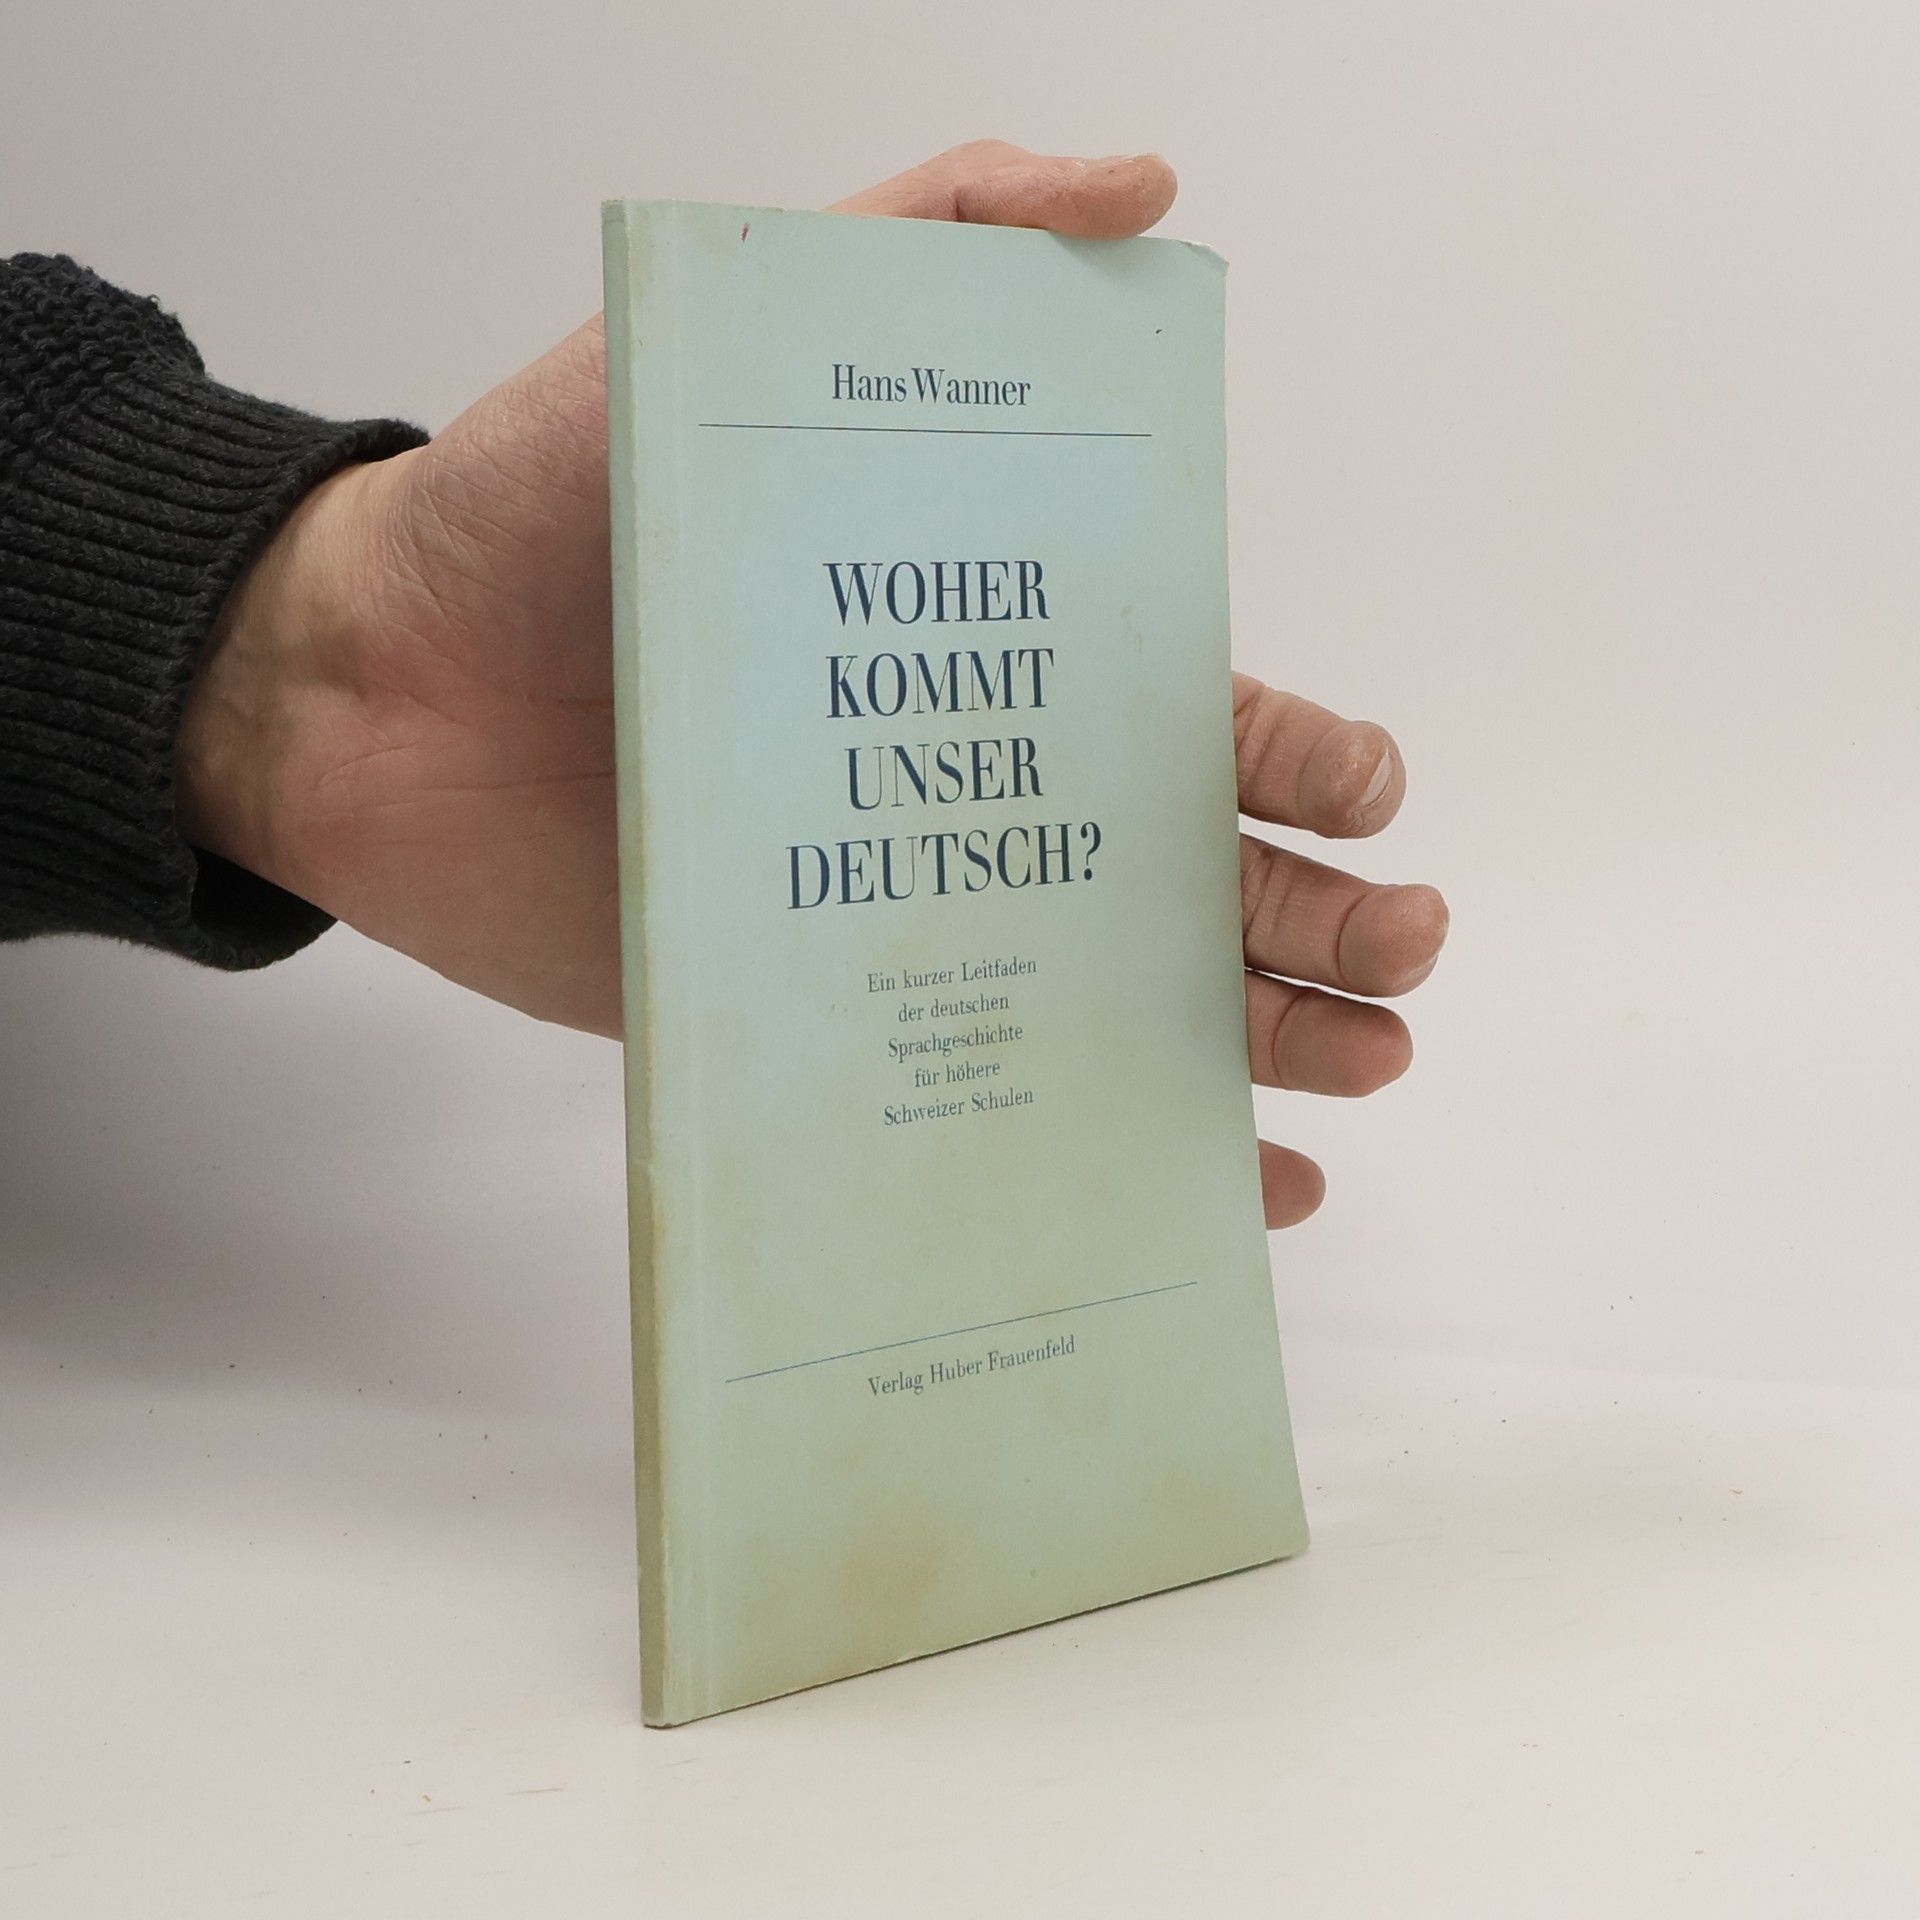 Hans Wanner
WOHER
KOMMT
UNSER
DEUTSCH?
Ein kurzer Leitfaden
der deutschen
Sprachgeschichte
für höhere
Schweizer Schulen
Verlag Huber Frauenfeld